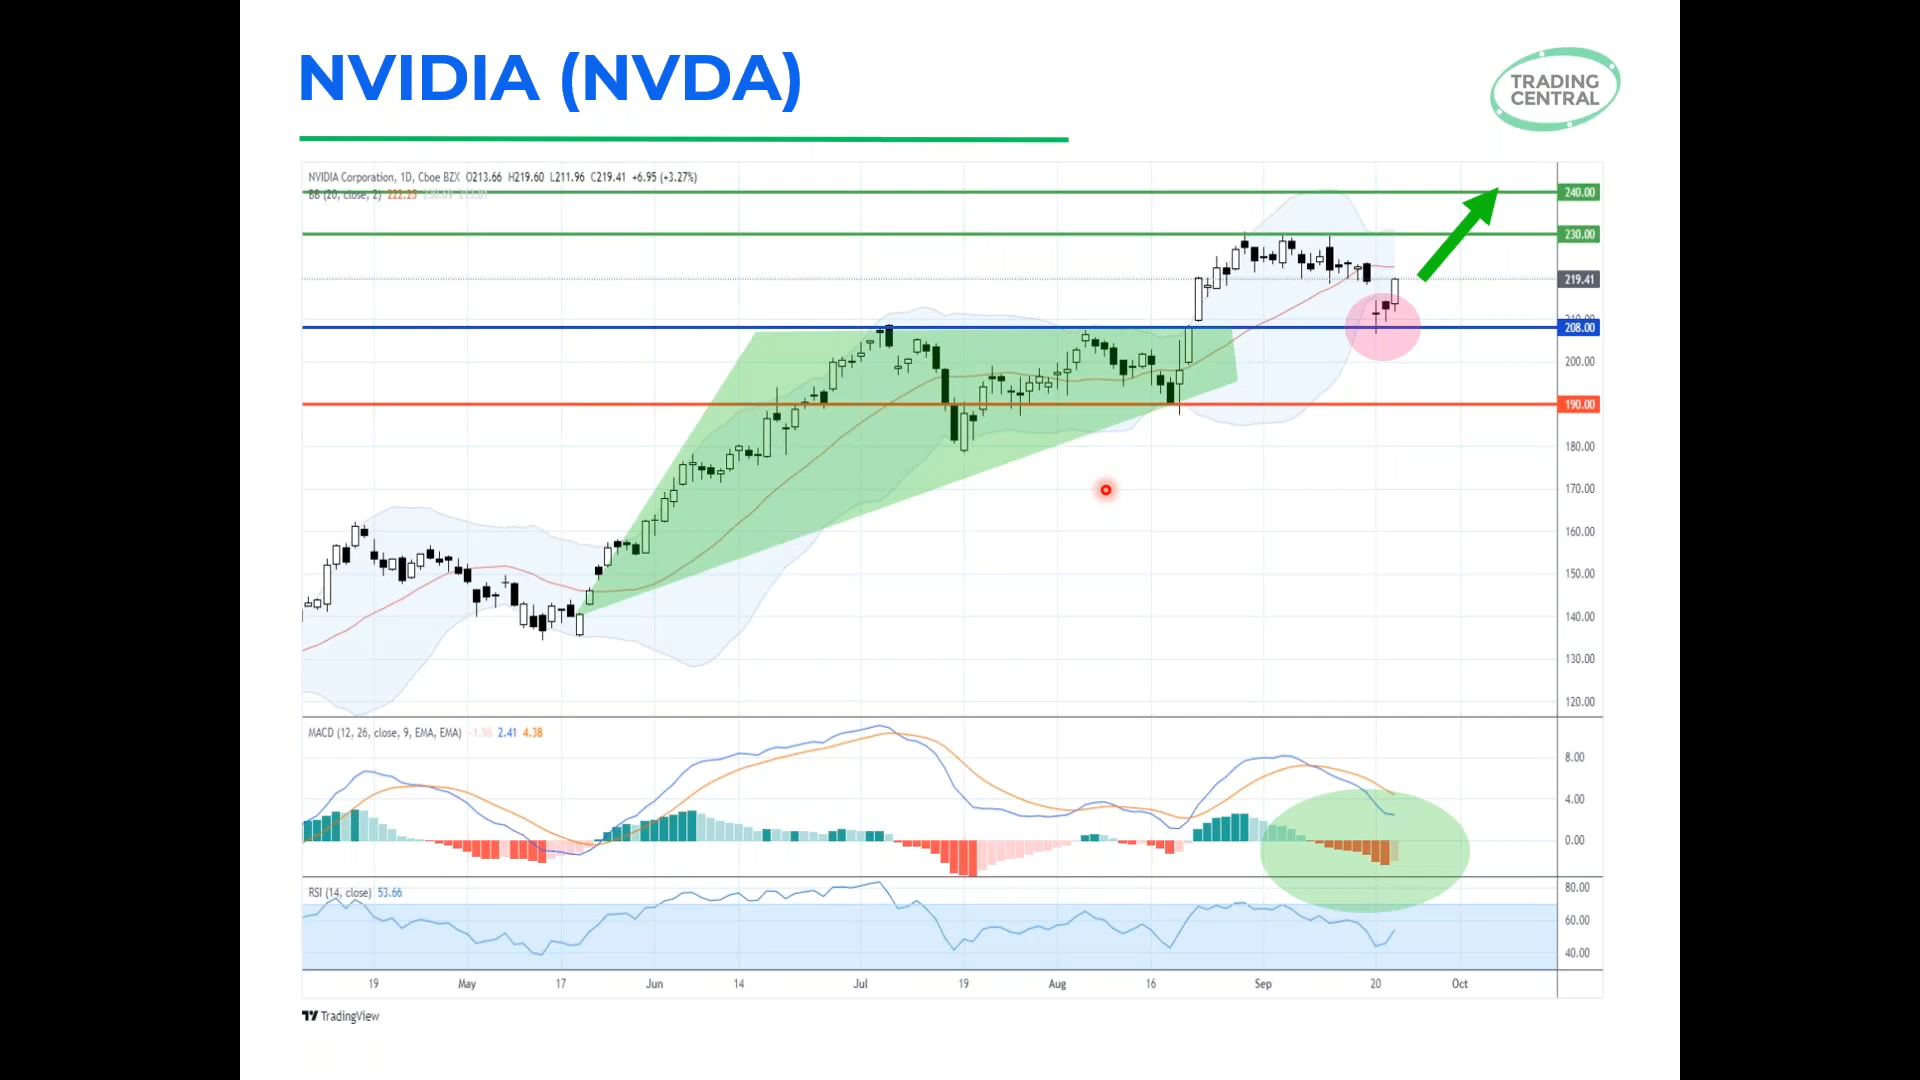 NVIDIA (NVDA)
TRADING
CENTRAL
NVIDIA Corporation, 1D, Cboe BZX O213.66 H219.60 L211.96 C219.41 +6.95 (+3.27%)
BB (20, close, 2) 222.25
240.00
230.00
219.41
208.00
200.00
190.00
180.00
170.00
160.00
150.00
140.00
130.00
120.00
MACD (12, 26, close, 9, EMA, EMA) -1.96 2.41 4.38
8.00
4.00
0.00
RSI (14, close) 53.66
80.00
60.00
40.00
19 May 17 Jun 14 Jul 19 Aug 16 Sep 20 Oct
TradingView